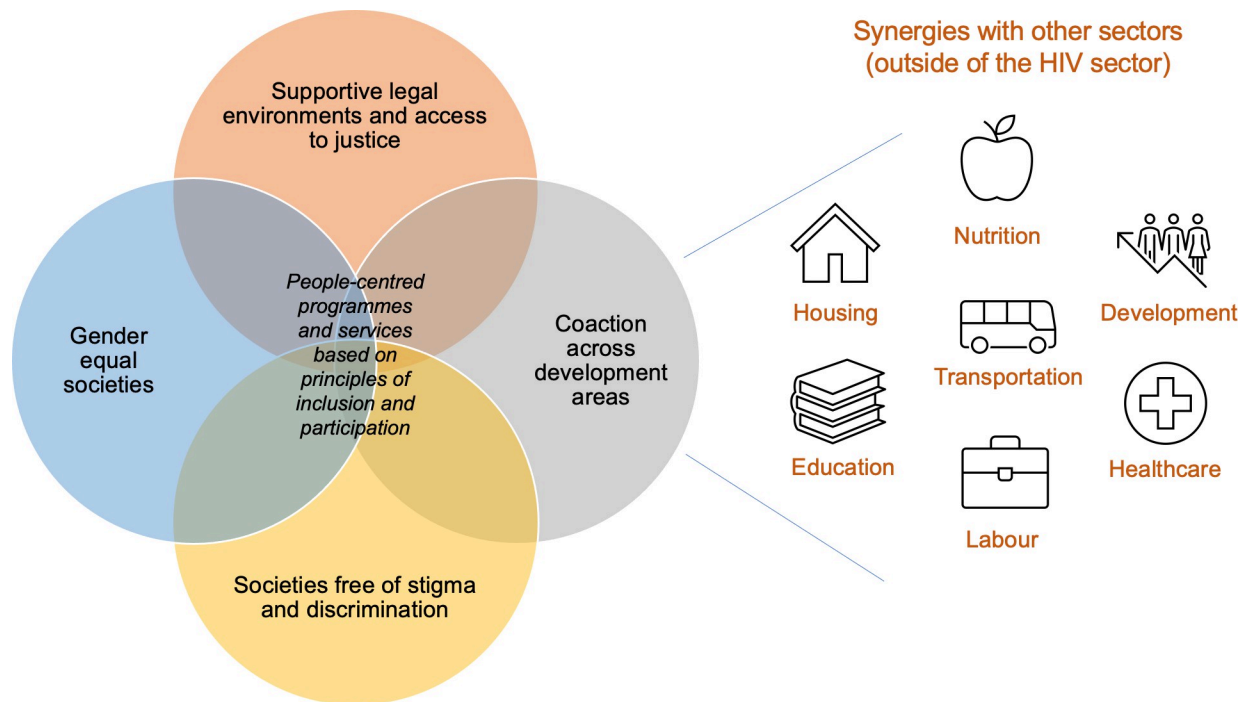 Supportive legal
environments and access
to justice
Gender
equal
societies
People-centred
programmes
and services
based on
principles of
inclusion and
participation
Coaction
across
development
areas
Societies free of stigma
and discrimination
Synergies with other sectors
(outside of the HIV sector)
Nutrition
Housing
Development
Transportation
Education
Healthcare
Labour